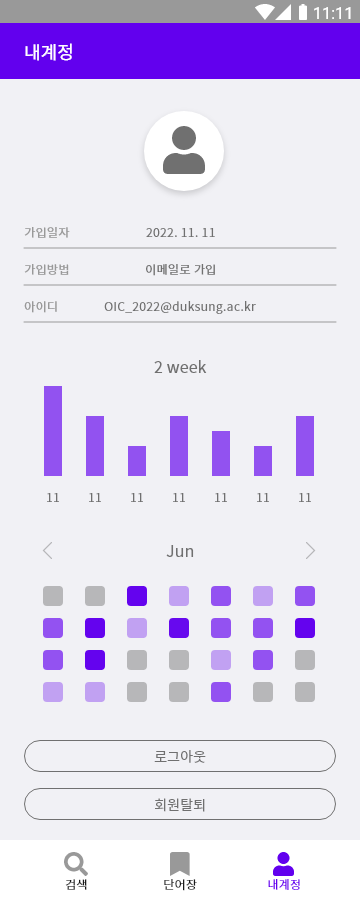 11:11
내계정
가입일자 2022. 11. 11
가입방법 이메일로 가입
아이디 OIC_2022@duksung.ac.kr
2 week
11 11 11 11 11 11 11
Jun
로그아웃
회원탈퇴
검색 단어장 내계정